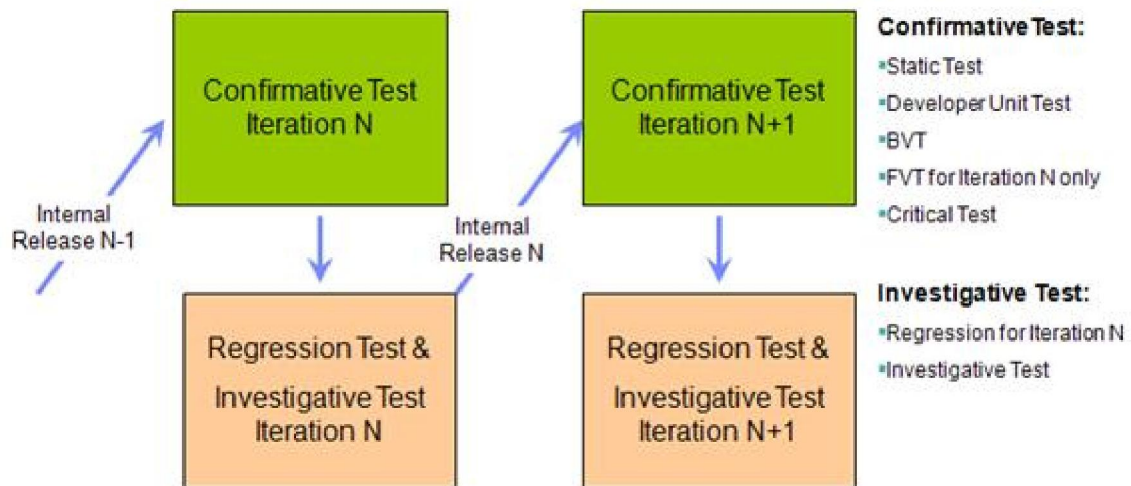 Confirmative Test
Iteration N
Confirmative Test
Iteration N+1
Internal
Release N-1
Internal
Release N
Regression Test &
Investigative Test
Iteration N
Regression Test &
Investigative Test
Iteration N+1
Confirmative Test:
▪Static Test
▪Developer Unit Test
▪BVT
▪FVT for Iteration N only
▪Critical Test
Investigative Test:
▪Regression for Iteration N
▪Investigative Test